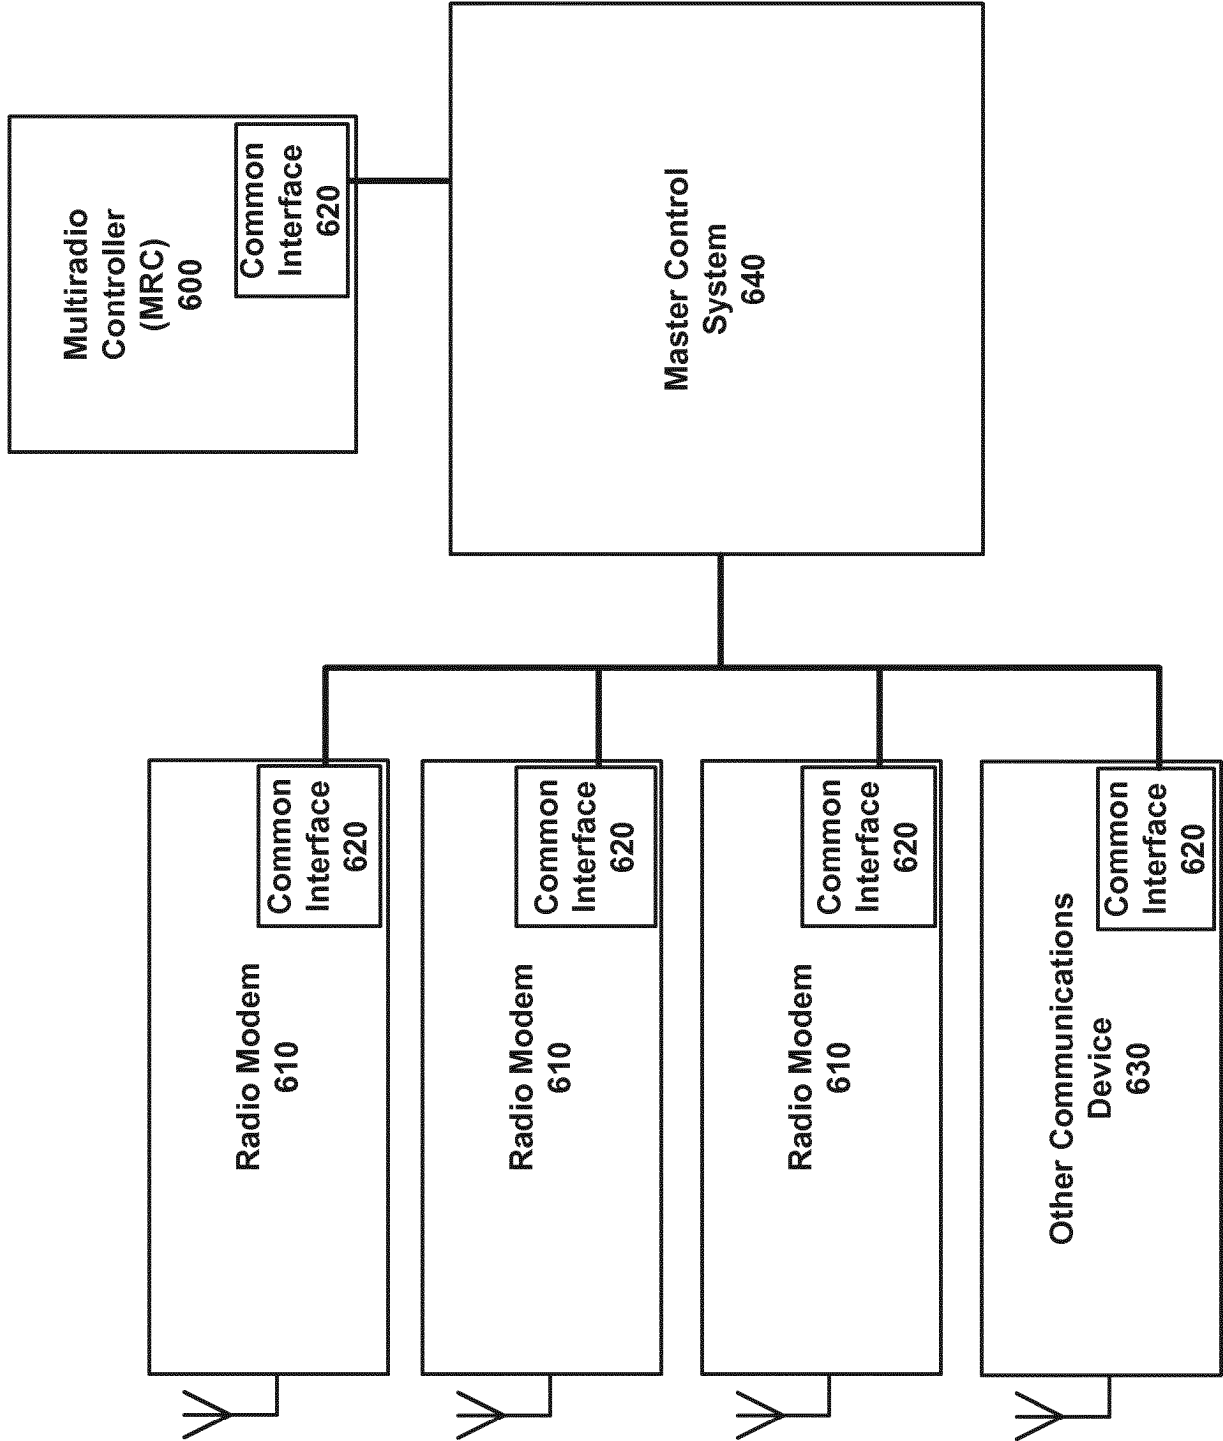 Multiradio
Controller
(MRC)
600
Common
Interface
620
Master Control
System
640
Radio Modem
610
Common
Interface
620
Radio Modem
610
Common
Interface
620
Radio Modem
610
Common
Interface
620
Other Communications
Device
630
Common
Interface
620